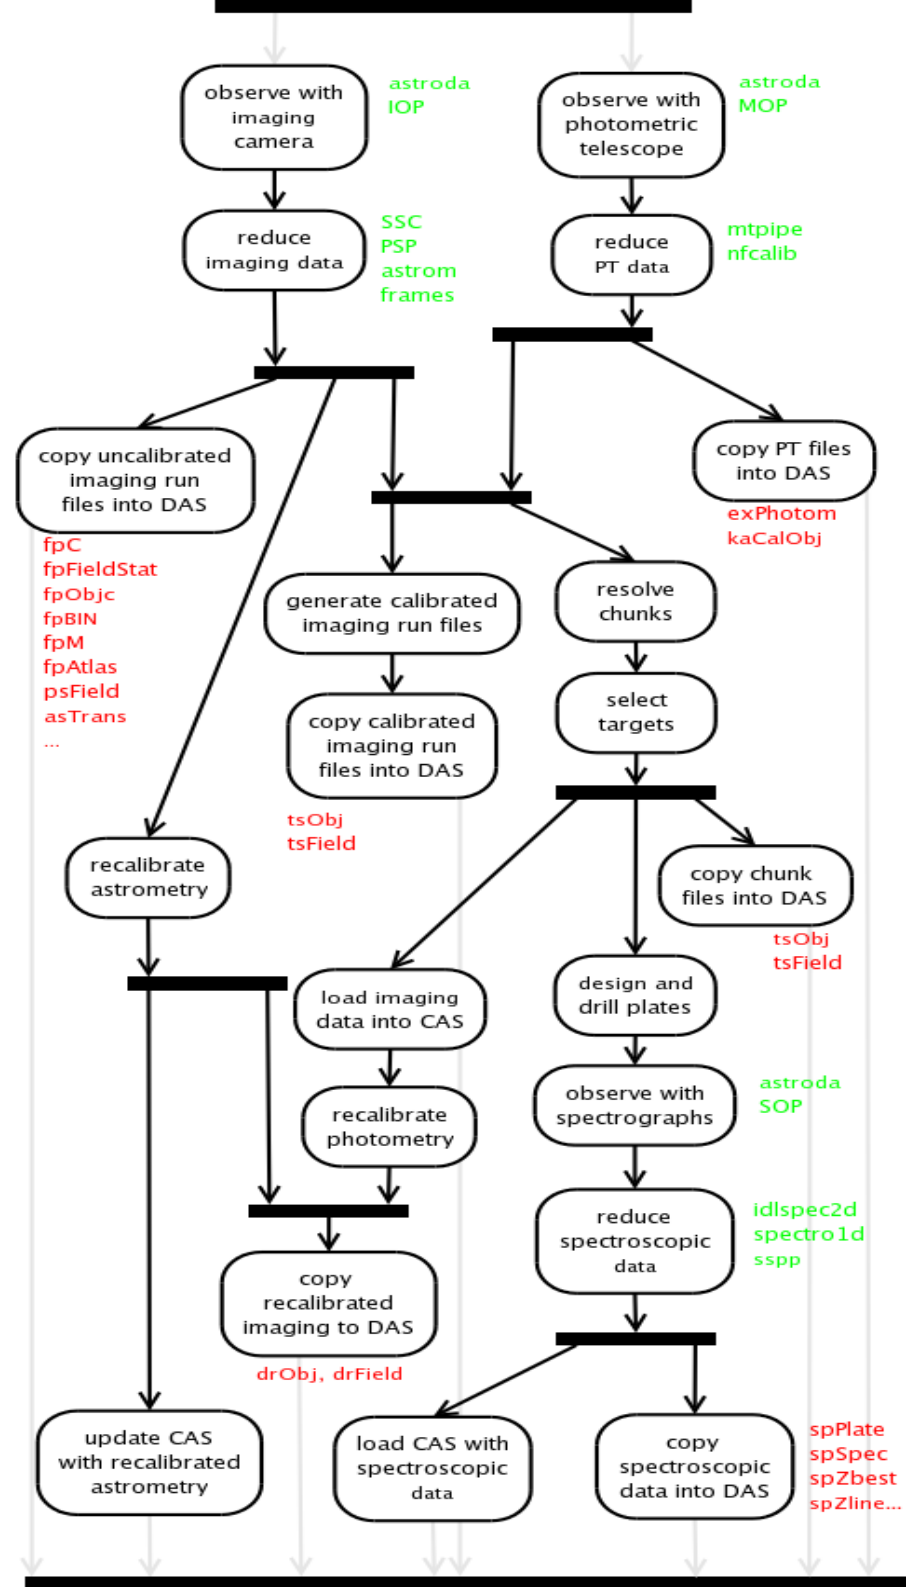 observe with
imaging
camera
astroda
IOP
observe with
photometric
telescope
astroda
MOP
reduce
imaging data
SSC
PSP
astrom
frames
reduce
PT data
mtpipe
nfcalib
copy uncalibrated
imaging run
files into DAS
fpC
fpFieldStat
fpObjc
fpBIN
fpM
fpAtlas
psField
asTrans
...
copy PT files
into DAS
exPhotom
kaCalObj
generate calibrated
imaging run files
resolve
chunks
copy calibrated
imaging run
files into DAS
tsObj
tsField
select
targets
recalibrate
astrometry
copy chunk
files into DAS
tsObj
tsField
load imaging
data into CAS
design and
drill plates
recalibrate
photometry
observe with
spectrographs
astroda
SOP
reduce
spectroscopic
data
idlspec2d
spectro1d
sspp
copy
recalibrated
imaging to DAS
drObj, drField
update CAS
with recalibrated
astrometry
load CAS with
spectroscopic
data
copy
spectroscopic
data into DAS
spPlate
spSpec
spZbest
spZline...